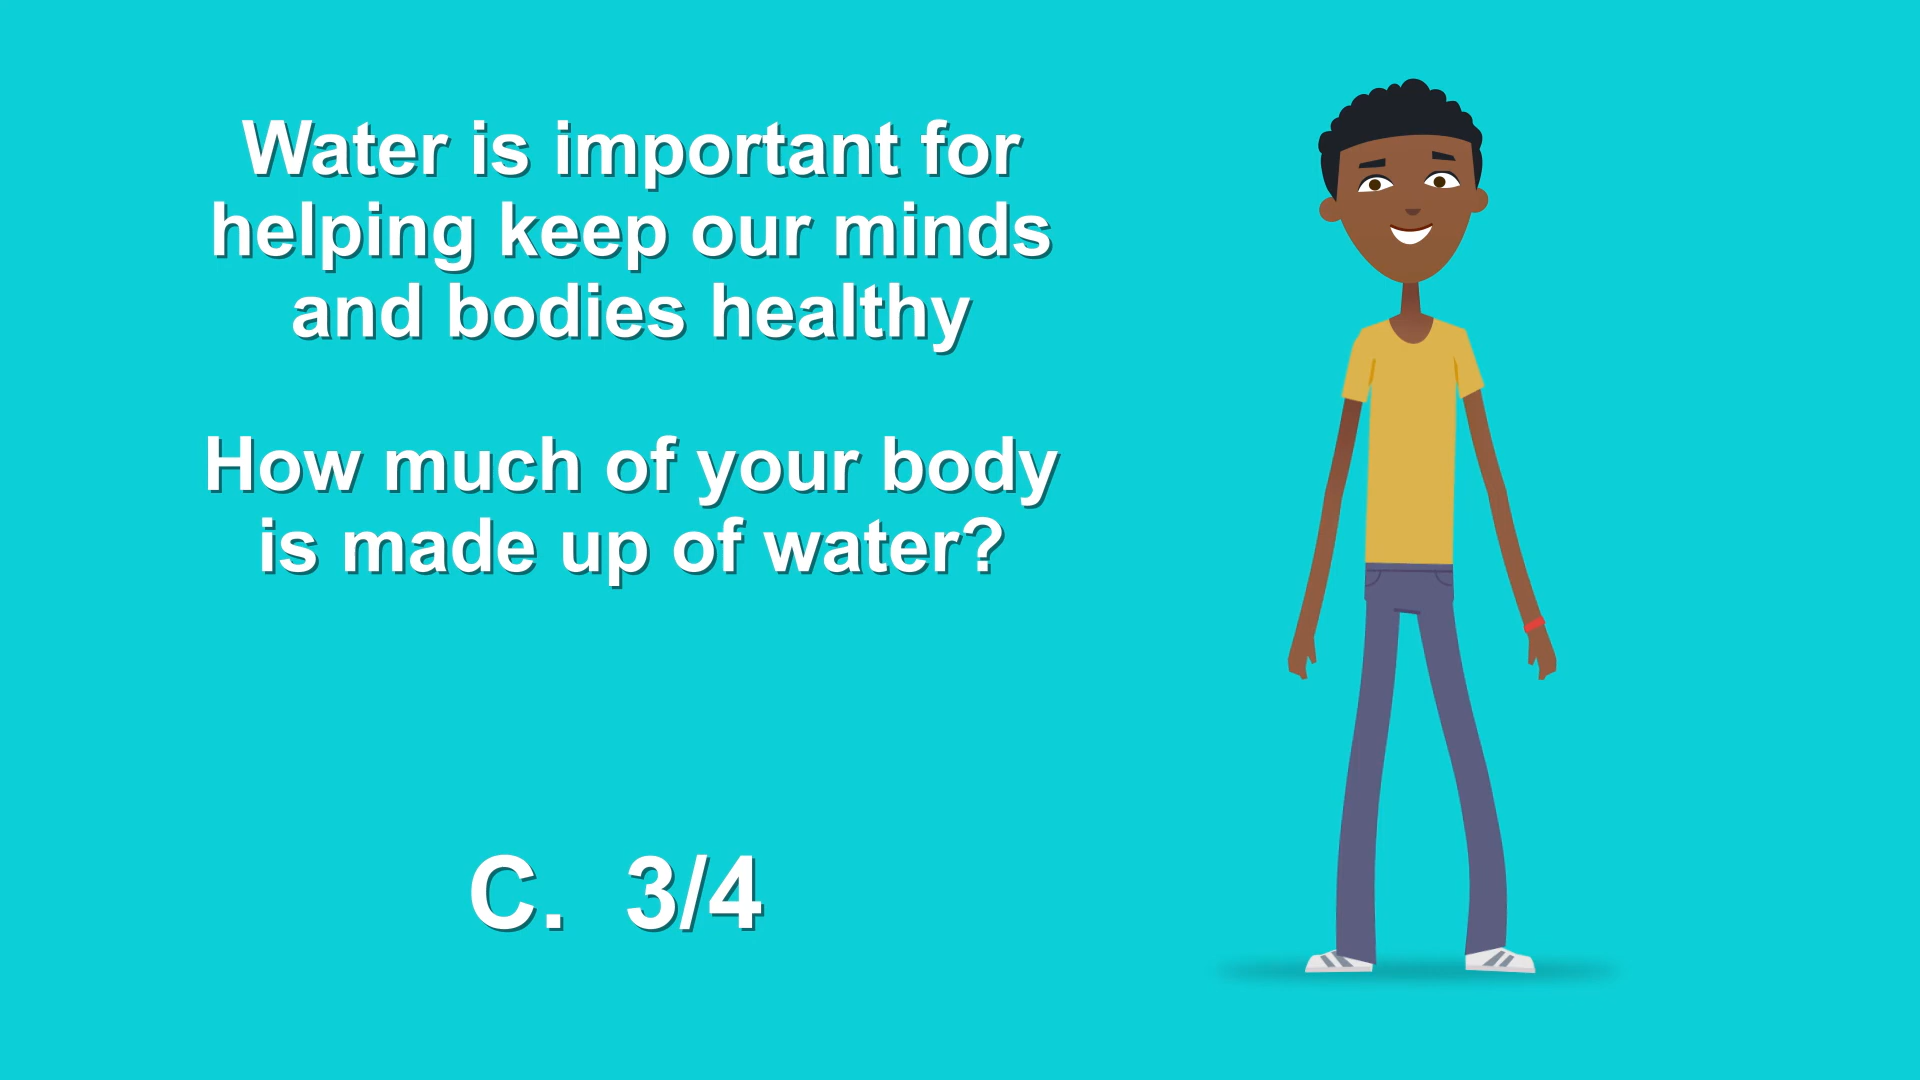 Water is important for
helping keep our minds
and bodies healthy
How much of your body
is made up of water?
C. 3/4